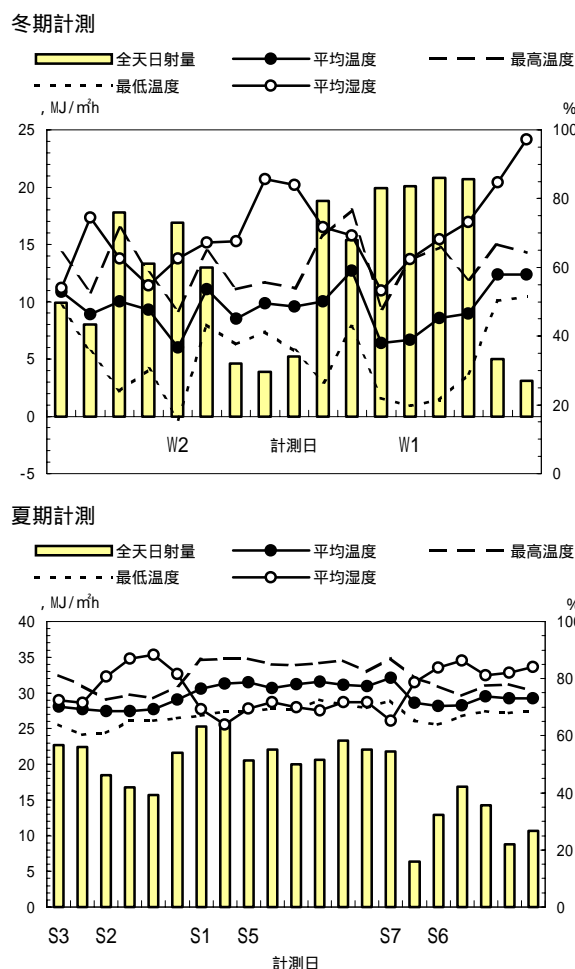 冬期計測
全天日射量 平均温度 最高温度
最低温度 平均湿度
, MJ/㎡h %
25 100
20 80
15 60
10
5 40
0 20
-5 0
W2 計測日 W1
夏期計測
全天日射量 平均温度 最高温度
最低温度 平均湿度
, MJ/㎡h %
40 100
35
30 80
25 60
20
15 40
10 20
5
0 0
S3 S2 S1 S5 S7 S6
計測日